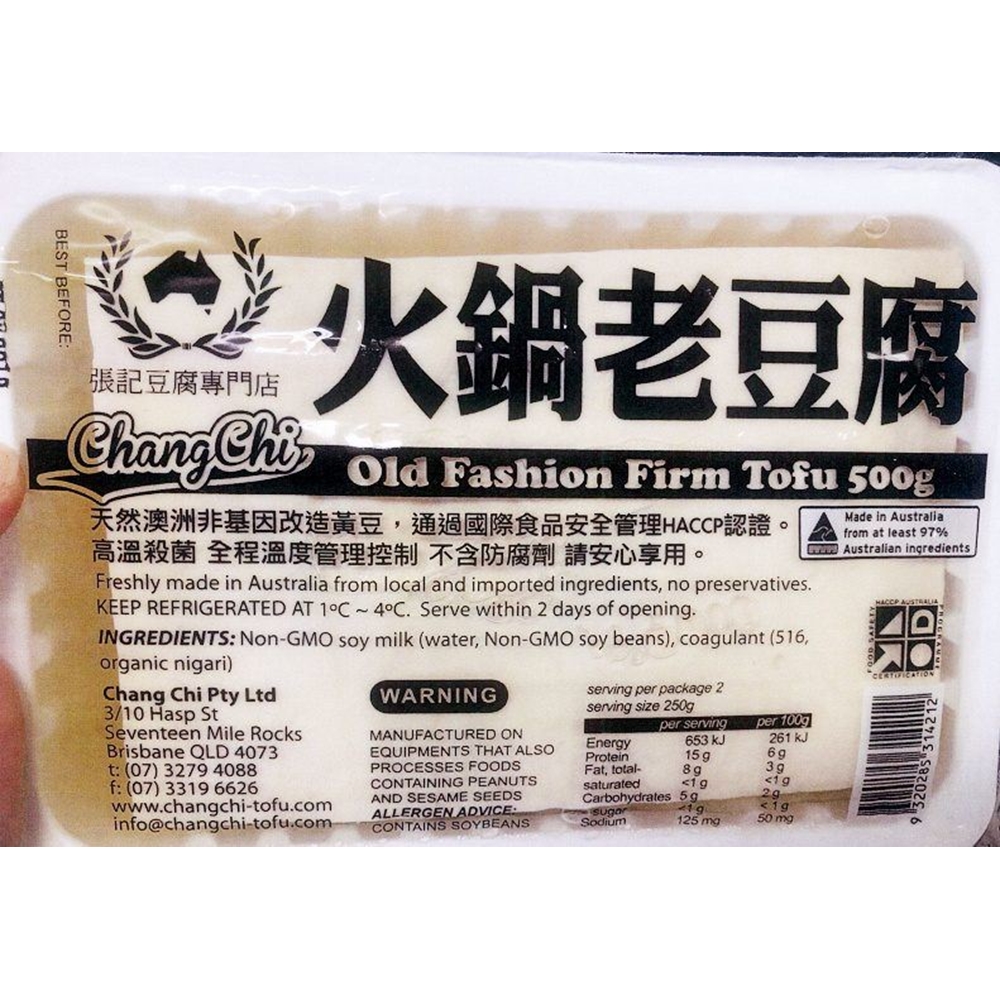 BEST BEFORE:
張記豆腐專門店
火鍋老豆腐
ChangChi
Old Fashion Firm Tofu 500g
天然澳洲非基因改造黃豆，通過國際食品安全管理HACCP認證。
高溫殺菌 全程溫度管理控制 不含防腐劑 請安心享用。
Made in Australia
from at least 97%
Australian ingredients
Freshly made in Australia from local and imported ingredients, no preservatives.
KEEP REFRIGERATED AT 1ºC ~ 4ºC. Serve within 2 days of opening.
INGREDIENTS: Non-GMO soy milk (water, Non-GMO soy beans), coagulant (516,
organic nigari)
HACCP AUSTRALIA
FOOD SAFETY
PROGRAMME
CERTIFICATION
Chang Chi Pty Ltd
3/10 Hasp St
Seventeen Mile Rocks
Brisbane QLD 4073
t: (07) 3279 4088
f: (07) 3319 6626
www.changchi-tofu.com
info@changchi-tofu.com
WARNING
MANUFACTURED ON
EQUIPMENTS THAT ALSO
PROCESSES FOODS
CONTAINING PEANUTS
AND SESAME SEEDS
ALLERGEN ADVICE:
CONTAINS SOYBEANS
serving per package 2
serving size 250g
per serving per 100g
Energy 653 kJ 261 kJ
Protein 15 g 6 g
Fat, total- 8 g 3 g
saturated <1 g <1 g
Carbohydrates 5 g 2 g
sugar <1 g <1 g
Sodium 125 mg 50 mg
9 320285 314212